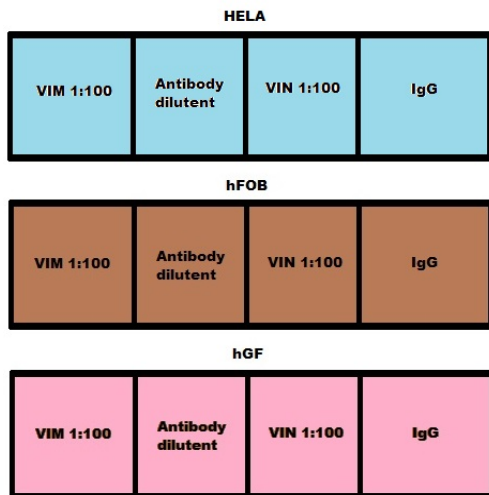 HELA
VIM 1:100
Antibody
dilutent
VIN 1:100
IgG
hFOB
VIM 1:100
Antibody
dilutent
VIN 1:100
IgG
hGF
VIM 1:100
Antibody
dilutent
VIN 1:100
IgG